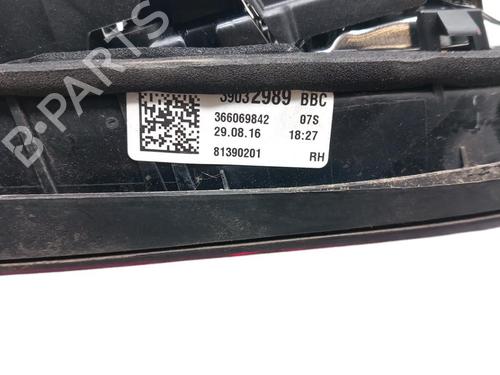 39032989 BBC
366069842 07S
29.08.16 18:27
81390201 RH
B-PARTS